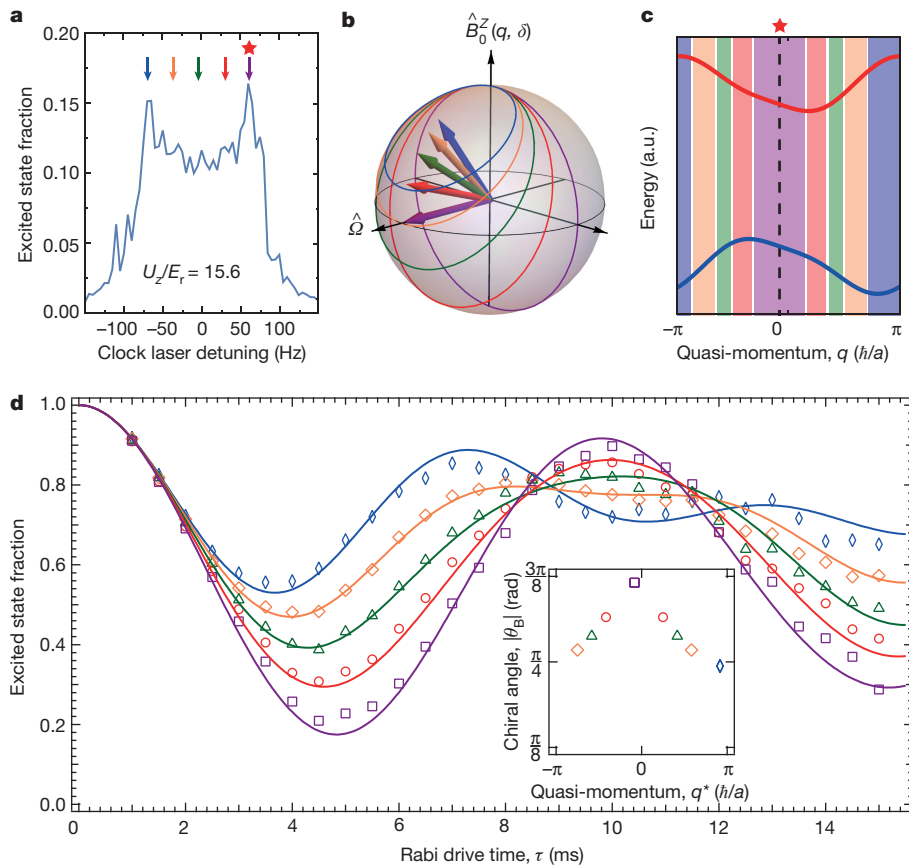 a
0.20
0.15
0.10
0.05
0.00
Excited state fraction
U_z/E_r = 15.6
−100 −50 0 50 100
Clock laser detuning (Hz)
b
B̂₀ᶻ(q, δ)
Ω̂
c
Energy (a.u.)
−π 0 π
Quasi-momentum, q (ħ/a)
d
1.0
0.8
0.6
0.4
0.2
0.0
Excited state fraction
0 2 4 6 8 10 12 14
Rabi drive time, τ (ms)
3π/8
π/4
π/8
Chiral angle, |θ_B| (rad)
−π 0 π
Quasi-momentum, q* (ħ/a)